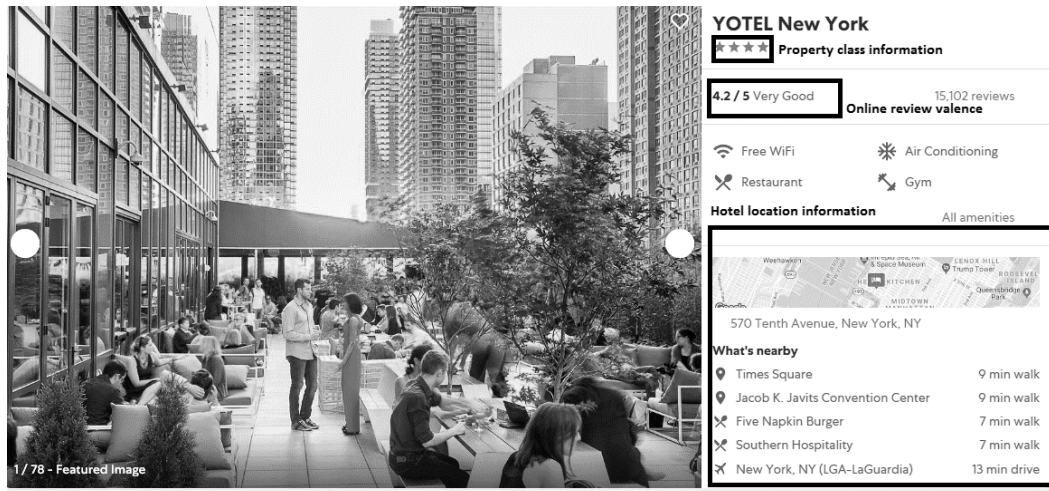 YOTEL New York
Property class information
4.2 / 5 Very Good
15,102 reviews
Online review valence
Free WiFi
Air Conditioning
Restaurant
Gym
Hotel location information
All amenities
Weehawken
& Space Museum
LENOX HILL
Trump Tower
ROOSEVEL
ISLAND
HE
KITCHEN
Queensbridge
Park
MIDTOWN
570 Tenth Avenue, New York, NY
What's nearby
Times Square 9 min walk
Jacob K. Javits Convention Center 9 min walk
Five Napkin Burger 7 min walk
Southern Hospitality 7 min walk
New York, NY (LGA-LaGuardia) 13 min drive
1 / 78 - Featured Image